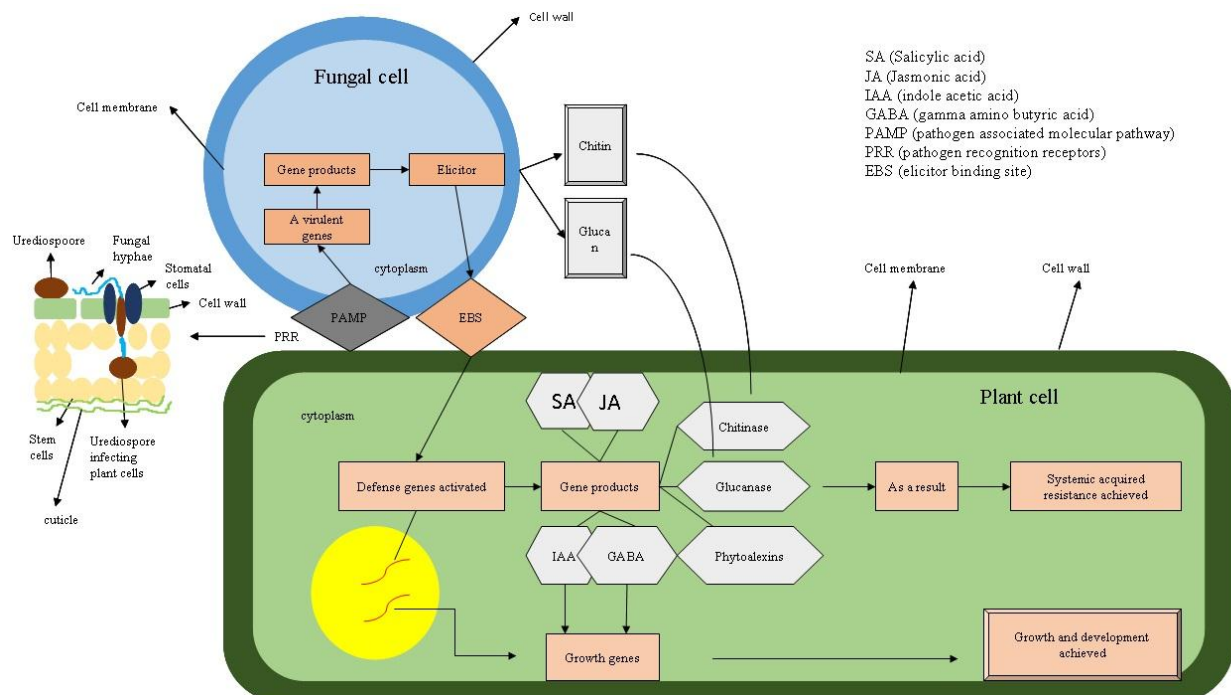 Cell wall
Fungal cell
Cell membrane
Chitin
Gene products
Elicitor
A virulent
genes
Gluca
n
cytoplasm
PAMP
EBS
PRR
SA (Salicylic acid)
JA (Jasmonic acid)
IAA (indole acetic acid)
GABA (gamma amino butyric acid)
PAMP (pathogen associated molecular pathway)
PRR (pathogen recognition receptors)
EBS (elicitor binding site)
Urediospoore
Fungal
hyphae
Stomatal
cells
Cell wall
Stem
cells
Urediospore
infecting
plant cells
cuticle
Cell membrane
Cell wall
Plant cell
cytoplasm
SA
JA
Chitinase
Defense genes activated
Gene products
Glucanase
As a result
Systemic acquired
resistance achieved
IAA
GABA
Phytoalexins
Growth genes
Growth and development
achieved